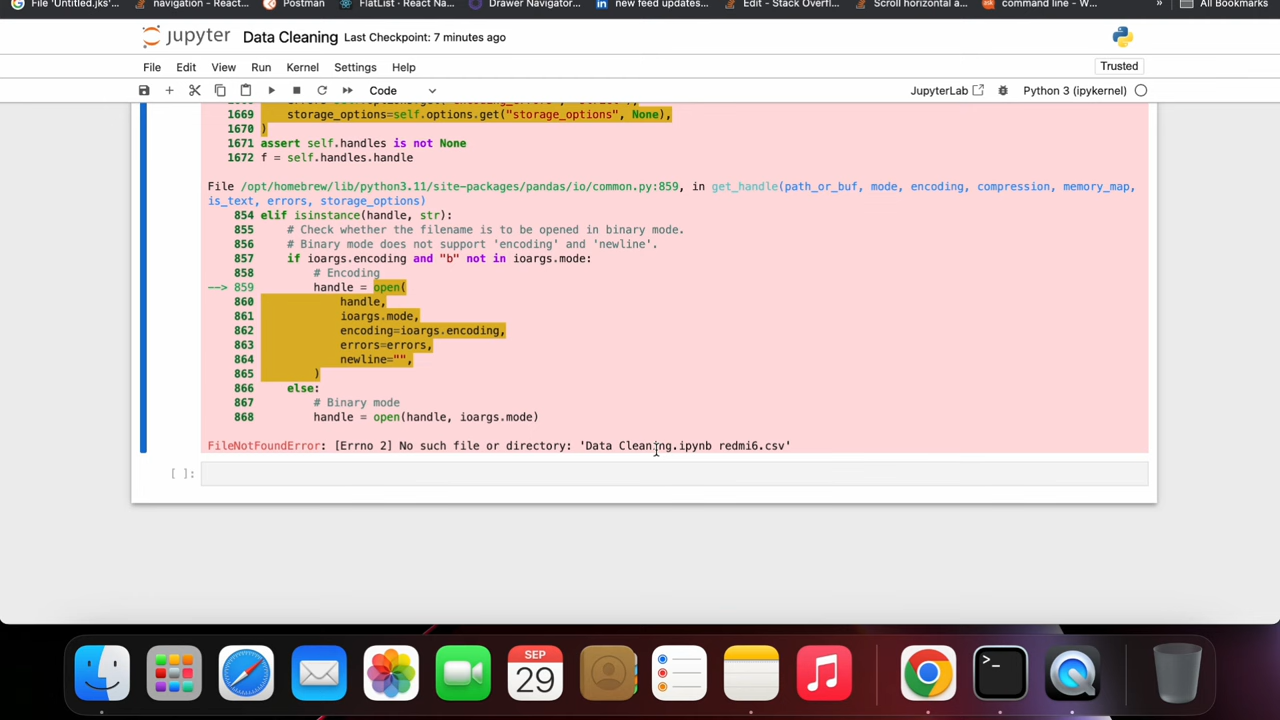 File 'Untitled.jks'... navigation - React... Postman FlatList · React Na... Drawer Navigator... new feed updates... Edit - Stack Overfl... Scroll horizontal a... command line - W... » All Bookmarks
jupyter Data Cleaning Last Checkpoint: 7 minutes ago
File Edit View Run Kernel Settings Help
Trusted
Code JupyterLab Python 3 (ipykernel)
1669 storage_options=self.options.get("storage_options", None),
1670 )
1671 assert self.handles is not None
1672 f = self.handles.handle
File /opt/homebrew/lib/python3.11/site-packages/pandas/io/common.py:859, in get_handle(path_or_buf, mode, encoding, compression, memory_map,
is_text, errors, storage_options)
854 elif isinstance(handle, str):
855 # Check whether the filename is to be opened in binary mode.
856 # Binary mode does not support 'encoding' and 'newline'.
857 if ioargs.encoding and "b" not in ioargs.mode:
858 # Encoding
--> 859 handle = open(
860 handle,
861 ioargs.mode,
862 encoding=ioargs.encoding,
863 errors=errors,
864 newline="",
865 )
866 else:
867 # Binary mode
868 handle = open(handle, ioargs.mode)
FileNotFoundError: [Errno 2] No such file or directory: 'Data Cleaning.ipynb redmi6.csv'
[ ]:
SEP
29
>_